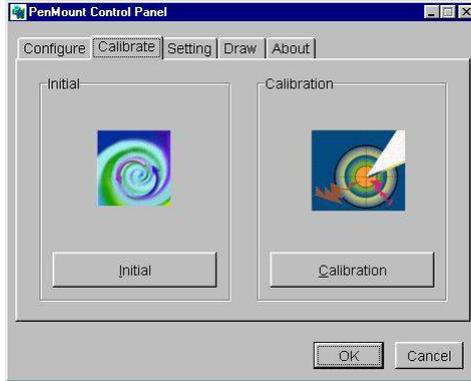 PenMount Control Panel
Configure Calibrate Setting Draw About
Initial Calibration
Initial Calibration
OK Cancel